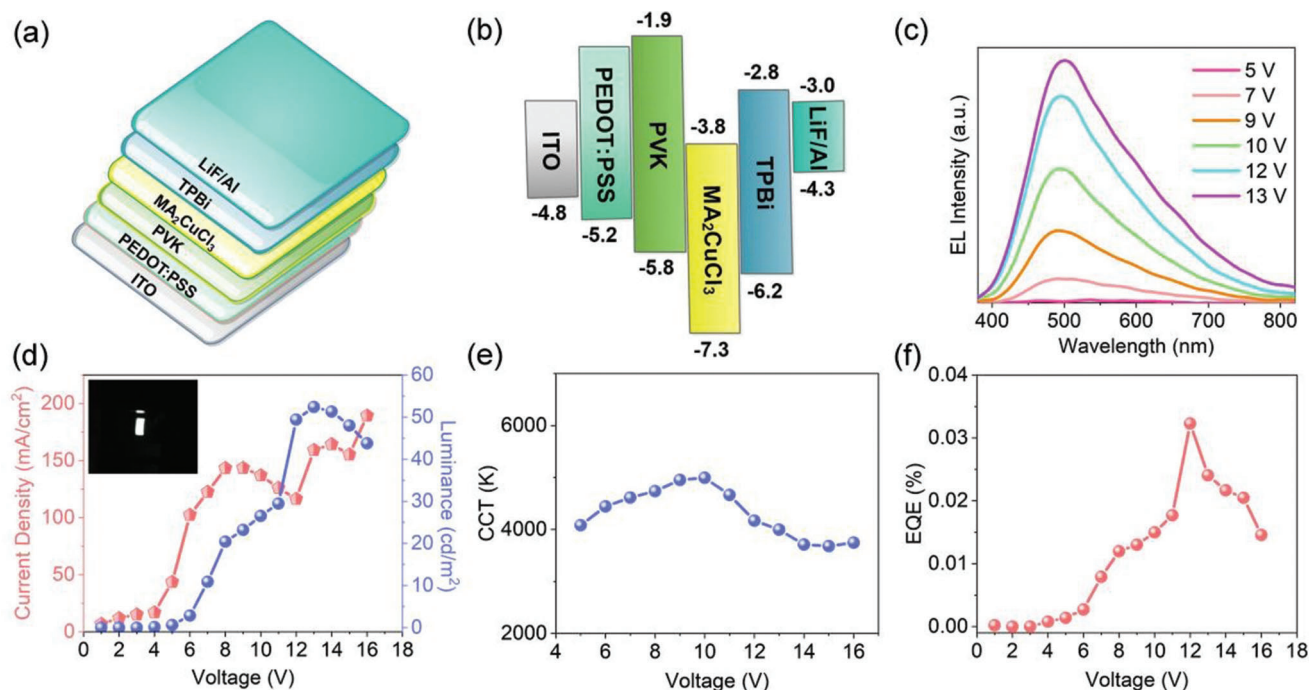 (a)
LiF/Al
TPBi
MA₂CuCl₃
PVK
PEDOT:PSS
ITO
(b)
-1.9
-2.8
-3.0
-3.8
ITO
PEDOT:PSS
PVK
MA₂CuCl₃
TPBi
LiF/Al
-4.8
-5.2
-5.8
-7.3
-6.2
-4.3
(c)
EL Intensity (a.u.)
5 V
7 V
9 V
10 V
12 V
13 V
400 500 600 700 800
Wavelength (nm)
(d)
Current Density (mA/cm²)
200
150
100
50
0
60
50
40
30
20
10
0
Luminance (cd/m²)
0 2 4 6 8 10 12 14 16 18
Voltage (V)
(e)
CCT (K)
6000
4000
2000
4 6 8 10 12 14 16
Voltage (V)
(f)
EQE (%)
0.04
0.03
0.02
0.01
0.00
0 2 4 6 8 10 12 14 16 18
Voltage (V)